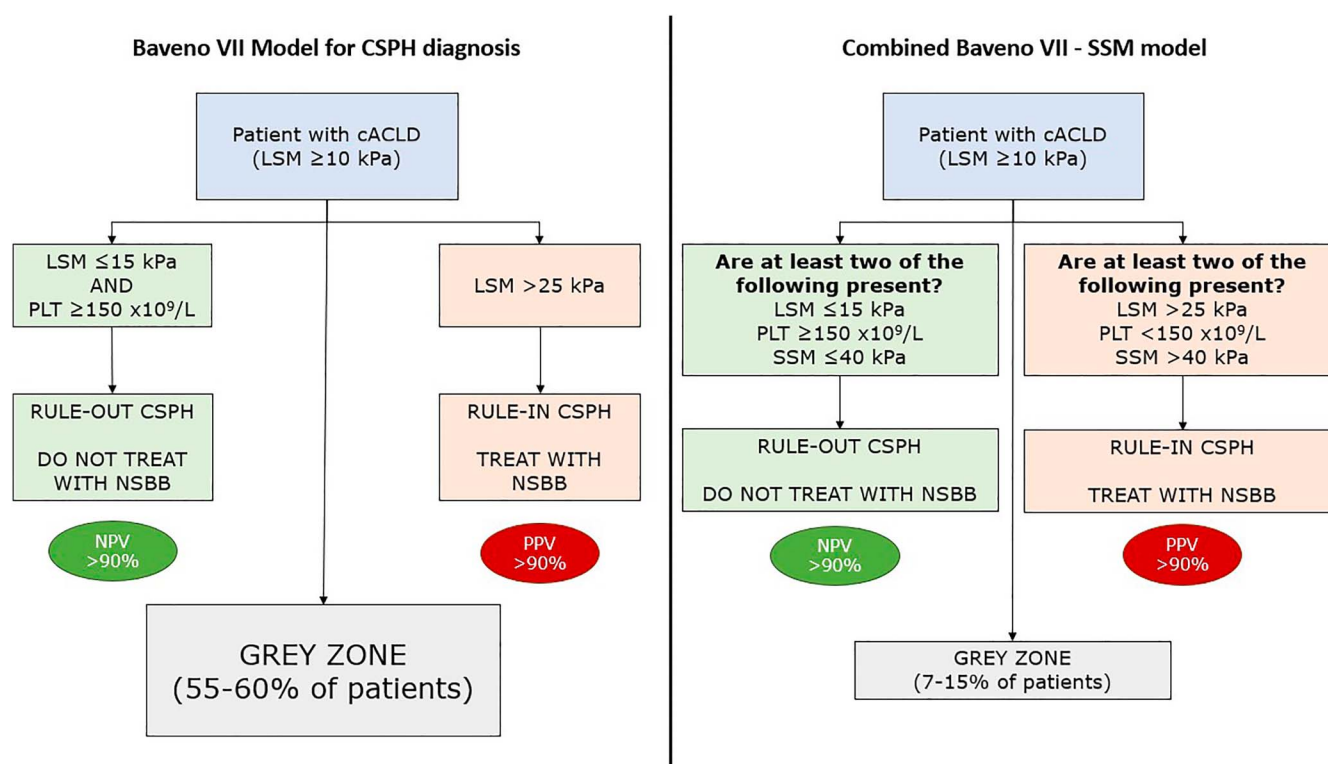 Baveno VII Model for CSPH diagnosis
Patient with cACLD
(LSM ≥10 kPa)
LSM ≤15 kPa
AND
PLT ≥150 x10⁹/L
LSM >25 kPa
RULE-OUT CSPH
DO NOT TREAT
WITH NSBB
RULE-IN CSPH
TREAT WITH
NSBB
NPV
>90%
PPV
>90%
GREY ZONE
(55-60% of patients)
Combined Baveno VII - SSM model
Patient with cACLD
(LSM ≥10 kPa)
Are at least two of the
following present?
LSM ≤15 kPa
PLT ≥150 x10⁹/L
SSM ≤40 kPa
Are at least two of the
following present?
LSM >25 kPa
PLT <150 x10⁹/L
SSM >40 kPa
RULE-OUT CSPH
DO NOT TREAT WITH NSBB
RULE-IN CSPH
TREAT WITH NSBB
NPV
>90%
PPV
>90%
GREY ZONE
(7-15% of patients)